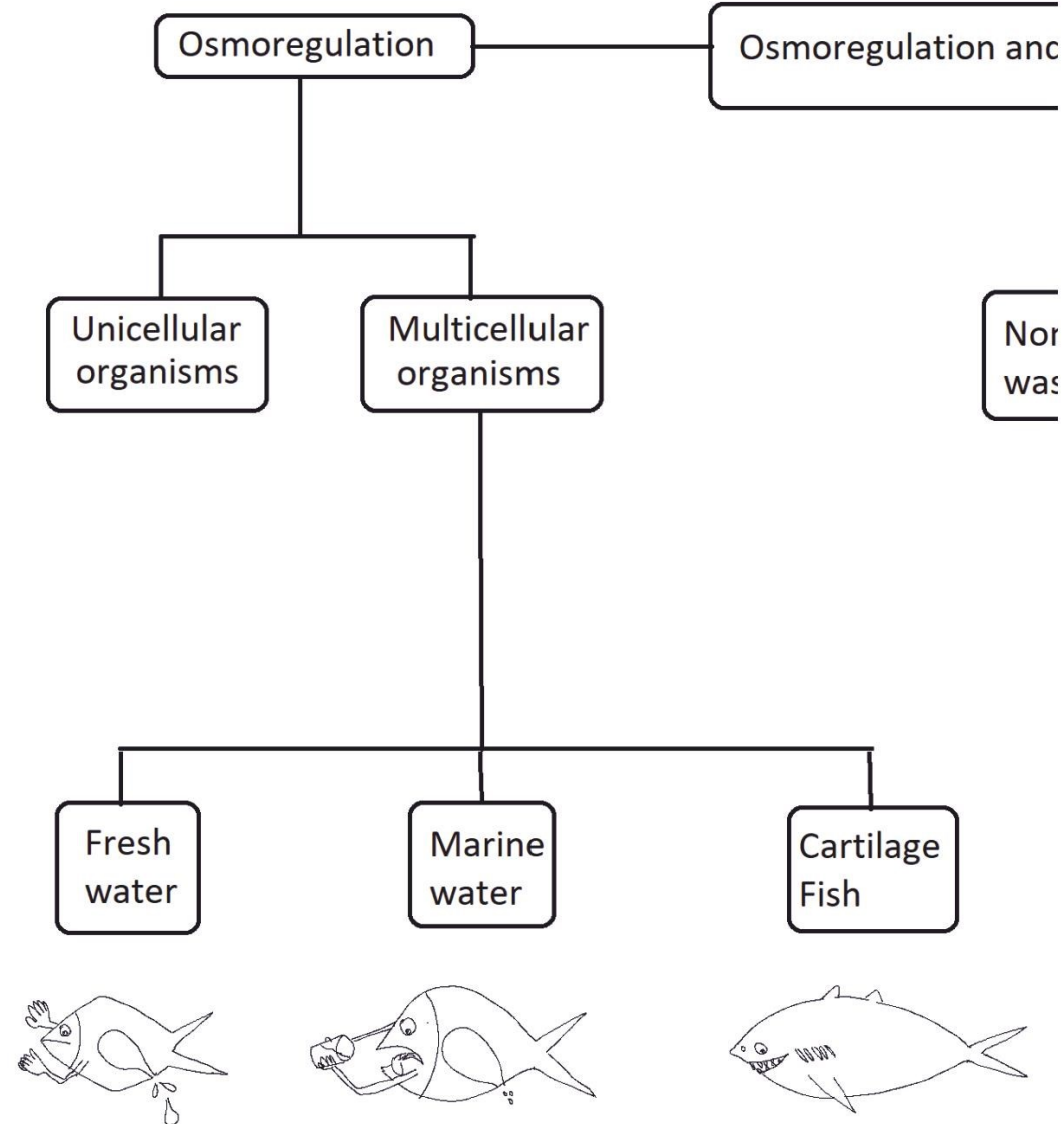 Osmoregulation
Osmoregulation and
Unicellular
organisms
Multicellular
organisms
Fresh
water
Marine
water
Cartilage
Fish